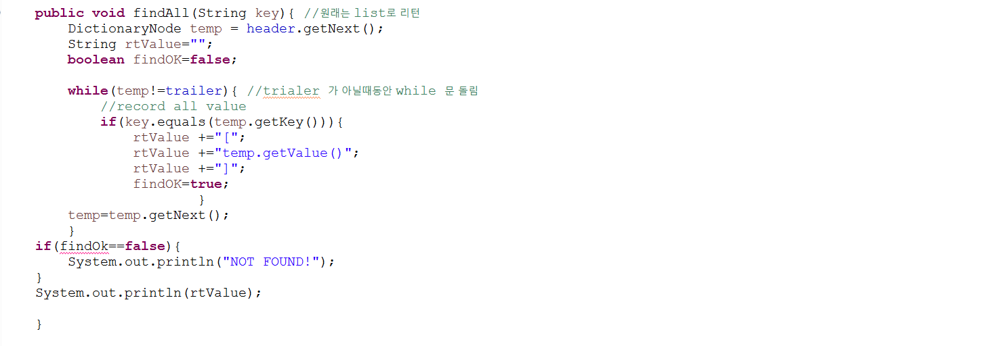 public void findAll(String key){ //원래는 list로 리턴
DictionaryNode temp = header.getNext();
String rtValue="";
boolean findOK=false;
while(temp!=trailer){ //trialer 가 아닐때동안 while 문 돌림
//record all value
if(key.equals(temp.getKey())){
rtValue +="[";
rtValue +="temp.getValue()";
rtValue +="]";
findOK=true;
}
temp=temp.getNext();
}
if(findOk==false){
System.out.println("NOT FOUND!");
}
System.out.println(rtValue);
}